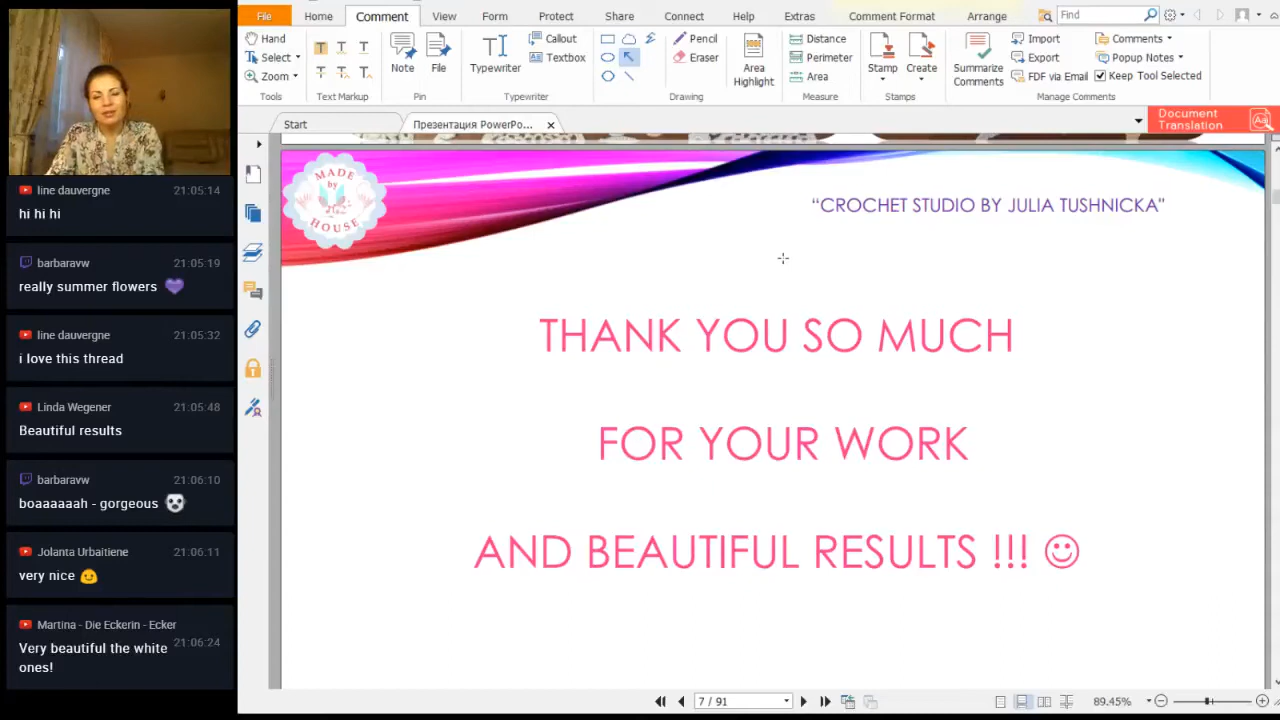 File Home Comment View Form Protect Share Connect Help Extras Comment Format Arrange Find
Hand
Select
Zoom
Tools
Text Markup
Note
File
Pin
Typewriter
Callout
Textbox
Typewriter
Pencil
Eraser
Drawing
Area
Highlight
Distance
Perimeter
Area
Measure
Stamp
Create
Stamps
Summarize
Comments
Import
Export
FDF via Email
Comments
Popup Notes
Keep Tool Selected
Manage Comments
Start
Презентация PowerPo...
Document
Translation
line dauvergne 21:05:14
hi hi hi
barbaravw 21:05:19
really summer flowers
line dauvergne 21:05:32
i love this thread
Linda Wegener 21:05:48
Beautiful results
barbaravw 21:06:10
boaaaaaah - gorgeous
Jolanta Urbaitiene 21:06:11
very nice
Martina - Die Eckerin - Ecker 21:06:24
Very beautiful the white
ones!
MADE
by
HOUSE
“CROCHET STUDIO BY JULIA TUSHNICKA”
THANK YOU SO MUCH
FOR YOUR WORK
AND BEAUTIFUL RESULTS !!! ☺
7 / 91
89.45%